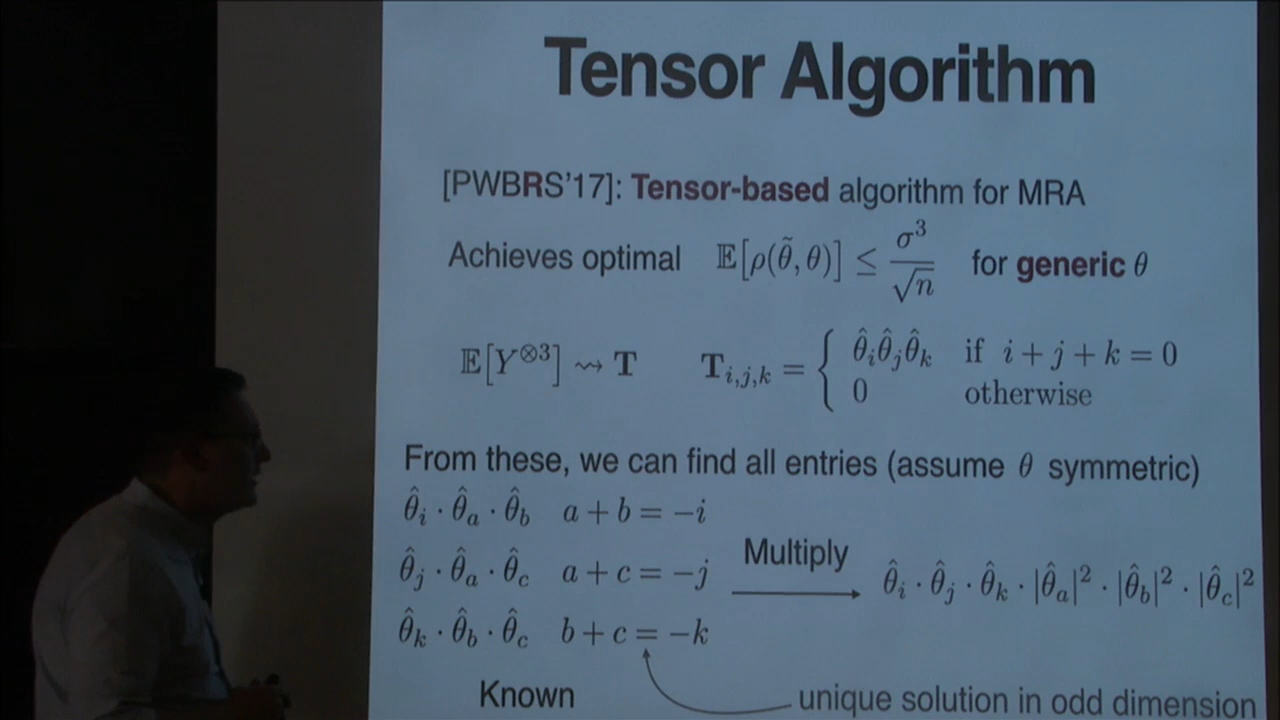 Tensor Algorithm
[PWBRS'17]: Tensor-based algorithm for MRA
Achieves optimal 𝔼[ρ(θ̃, θ)] ≤ σ³/√n for generic θ
𝔼[Y^{⊗3}] ⇝ T T_{i,j,k} = { θ̂_i θ̂_j θ̂_k if i + j + k = 0
0 otherwise
From these, we can find all entries (assume θ symmetric)
θ̂_i · θ̂_a · θ̂_b a + b = −i
θ̂_j · θ̂_a · θ̂_c a + c = −j
θ̂_k · θ̂_b · θ̂_c b + c = −k
Multiply
θ̂_i · θ̂_j · θ̂_k · |θ̂_a|² · |θ̂_b|² · |θ̂_c|²
Known
unique solution in odd dimension